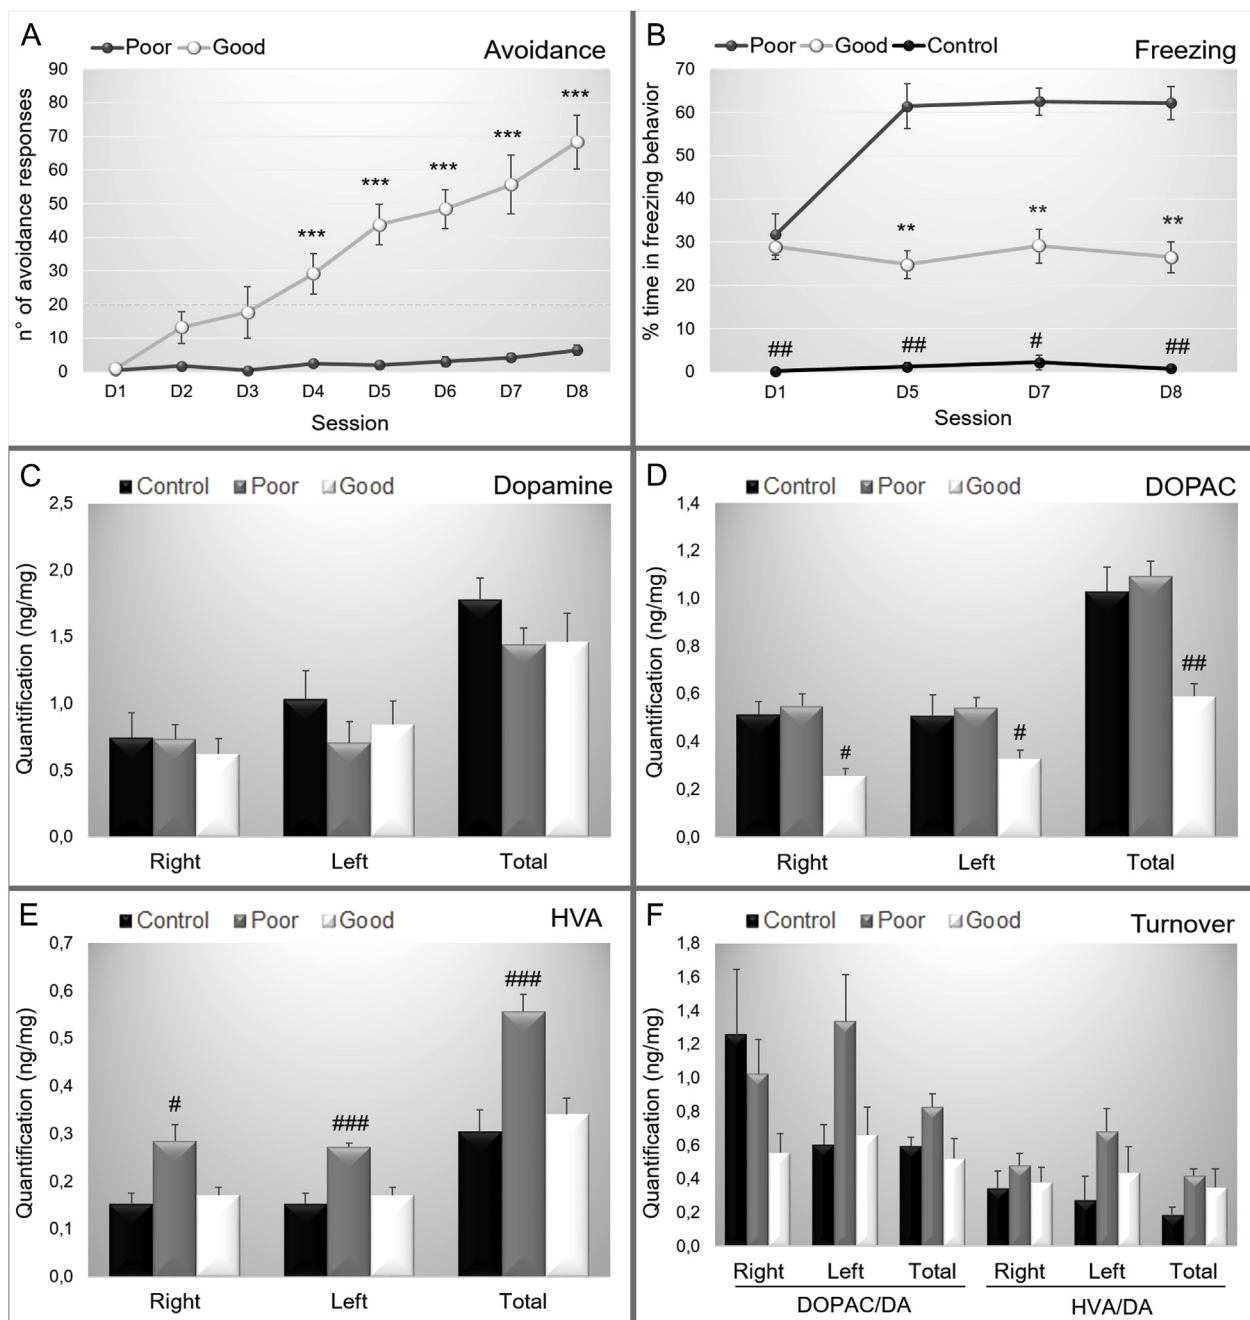 A
Poor Good
Avoidance
n° of avoidance responses
90
80
70
60
50
40
30
20
10
0
***
***
***
***
***
D1 D2 D3 D4 D5 D6 D7 D8
Session
B
Poor Good Control
Freezing
% time in freezing behavior
70
60
50
40
30
20
10
0
** ** **
## ## # ##
D1 D5 D7 D8
Session
C
Control Poor Good
Dopamine
Quantification (ng/mg)
2,5
2,0
1,5
1,0
0,5
0,0
Right Left Total
D
Control Poor Good
DOPAC
Quantification (ng/mg)
1,4
1,2
1,0
0,8
0,6
0,4
0,2
0,0
# # ##
Right Left Total
E
Control Poor Good
HVA
Quantification (ng/mg)
0,7
0,6
0,5
0,4
0,3
0,2
0,1
0,0
# ### ###
Right Left Total
F
Control Poor Good
Turnover
Quantification (ng/mg)
1,8
1,6
1,4
1,2
1,0
0,8
0,6
0,4
0,2
0,0
Right Left Total Right Left Total
DOPAC/DA HVA/DA